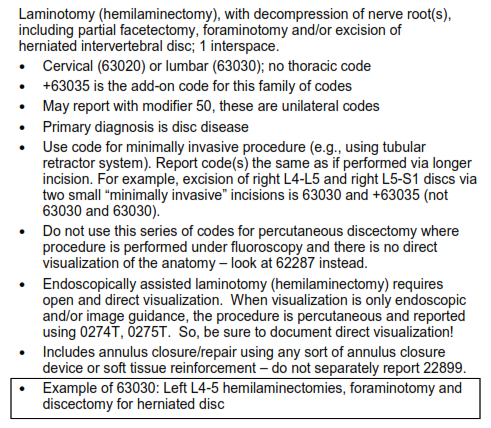 Laminotomy (hemilaminectomy), with decompression of nerve root(s),
including partial facetectomy, foraminotomy and/or excision of
herniated intervertebral disc; 1 interspace.
• Cervical (63020) or lumbar (63030); no thoracic code
• +63035 is the add-on code for this family of codes
• May report with modifier 50, these are unilateral codes
• Primary diagnosis is disc disease
• Use code for minimally invasive procedure (e.g., using tubular
retractor system). Report code(s) the same as if performed via longer
incision. For example, excision of right L4-L5 and right L5-S1 discs via
two small “minimally invasive” incisions is 63030 and +63035 (not
63030 and 63030).
• Do not use this series of codes for percutaneous discectomy where
procedure is performed under fluoroscopy and there is no direct
visualization of the anatomy – look at 62287 instead.
• Endoscopically assisted laminotomy (hemilaminectomy) requires
open and direct visualization.  When visualization is only endoscopic
and/or image guidance, the procedure is percutaneous and reported
using 0274T, 0275T.  So, be sure to document direct visualization!
• Includes annulus closure/repair using any sort of annulus closure
device or soft tissue reinforcement – do not separately report 22899.
• Example of 63030: Left L4-5 hemilaminectomies, foraminotomy and
discectomy for herniated disc